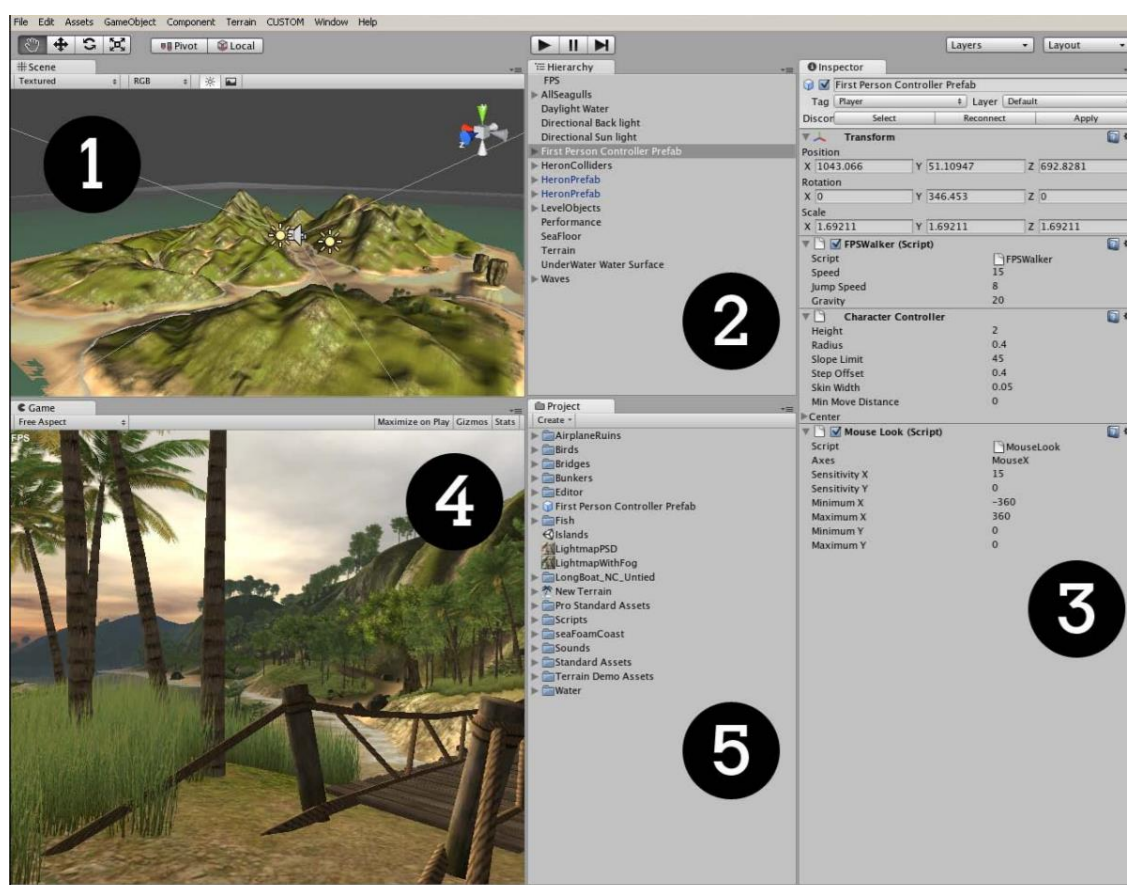 File Edit Assets GameObject Component Terrain CUSTOM Window Help
Pivot Local
Layers Layout
Scene
Textured RGB
1
Hierarchy
FPS
AllSeagulls
Daylight Water
Directional Back light
Directional Sun light
First Person Controller Prefab
HeronColliders
HeronPrefab
HeronPrefab
LevelObjects
Performance
SeaFloor
Terrain
UnderWater Water Surface
Waves
2
Inspector
First Person Controller Prefab
Tag Player Layer Default
Discor Select Reconnect Apply
Transform
Position
X 1043.066 Y 51.10947 Z 692.8281
Rotation
X 0 Y 346.453 Z 0
Scale
X 1.69211 Y 1.69211 Z 1.69211
FPSWalker (Script)
Script FPSWalker
Speed 15
Jump Speed 8
Gravity 20
Character Controller
Height 2
Radius 0.4
Slope Limit 45
Step Offset 0.4
Skin Width 0.05
Min Move Distance 0
Center
Mouse Look (Script)
Script MouseLook
Axes MouseX
Sensitivity X 15
Sensitivity Y 0
Minimum X -360
Maximum X 360
Minimum Y 0
Maximum Y 0
3
Game
Free Aspect Maximize on Play Gizmos Stats
FPS
4
Project
Create
AirplaneRuins
Birds
Bridges
Bunkers
Editor
First Person Controller Prefab
Fish
Islands
LightmapPSD
LightmapWithFog
LongBoat_NC_Untied
New Terrain
Pro Standard Assets
Scripts
seaFoamCoast
Sounds
Standard Assets
Terrain Demo Assets
Water
5